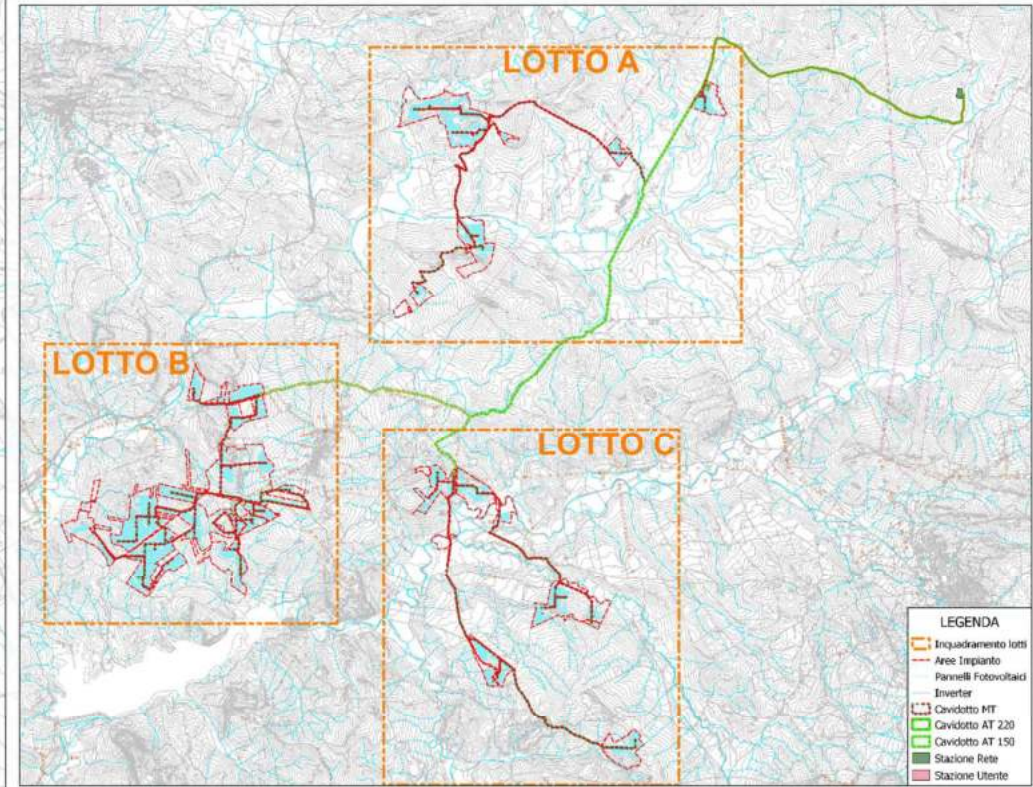 LOTTO A
LOTTO B
LOTTO C
LEGENDA
Inquadramento lotti
Aree Impianto
Pannelli Fotovoltaici
Inverter
Cavidotto MT
Cavidotto AT 220
Cavidotto AT 150
Stazione Rete
Stazione Utente